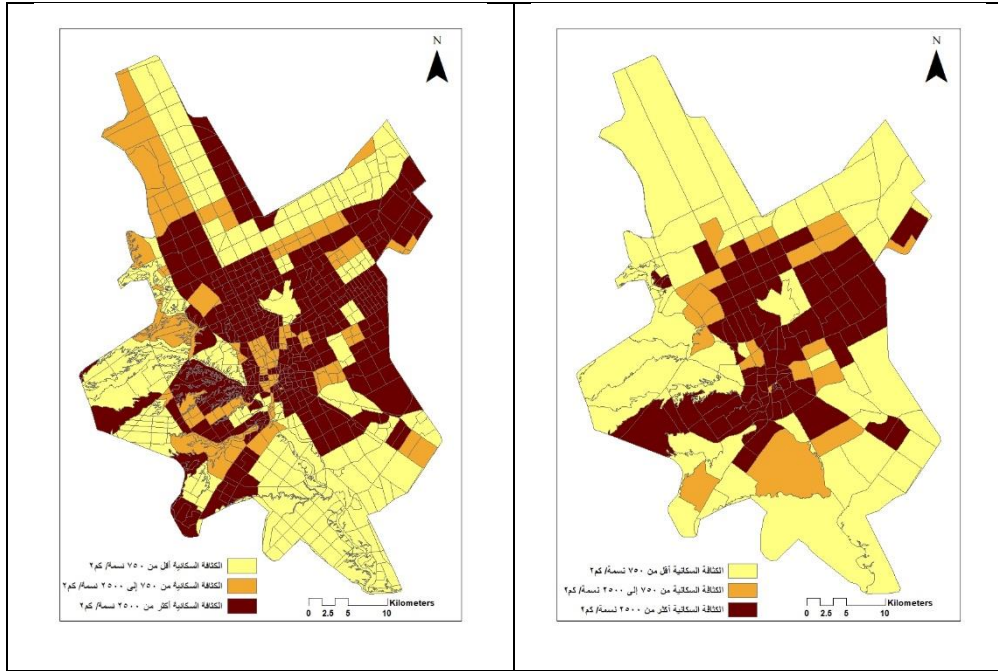 N
الكثافة السكانية أقل من ٧٥٠ نسمة/ كم٢
الكثافة السكانية من ٧٥٠ إلى ٢٥٠٠ نسمة/ كم٢
الكثافة السكانية أكثر من ٢٥٠٠ نسمة/ كم٢
Kilometers
0 2.5 5 10
N
الكثافة السكانية أقل من ٧٥٠ نسمة/ كم٢
الكثافة السكانية من ٧٥٠ إلى ٢٥٠٠ نسمة/ كم٢
الكثافة السكانية أكثر من ٢٥٠٠ نسمة/ كم٢
Kilometers
0 2.5 5 10